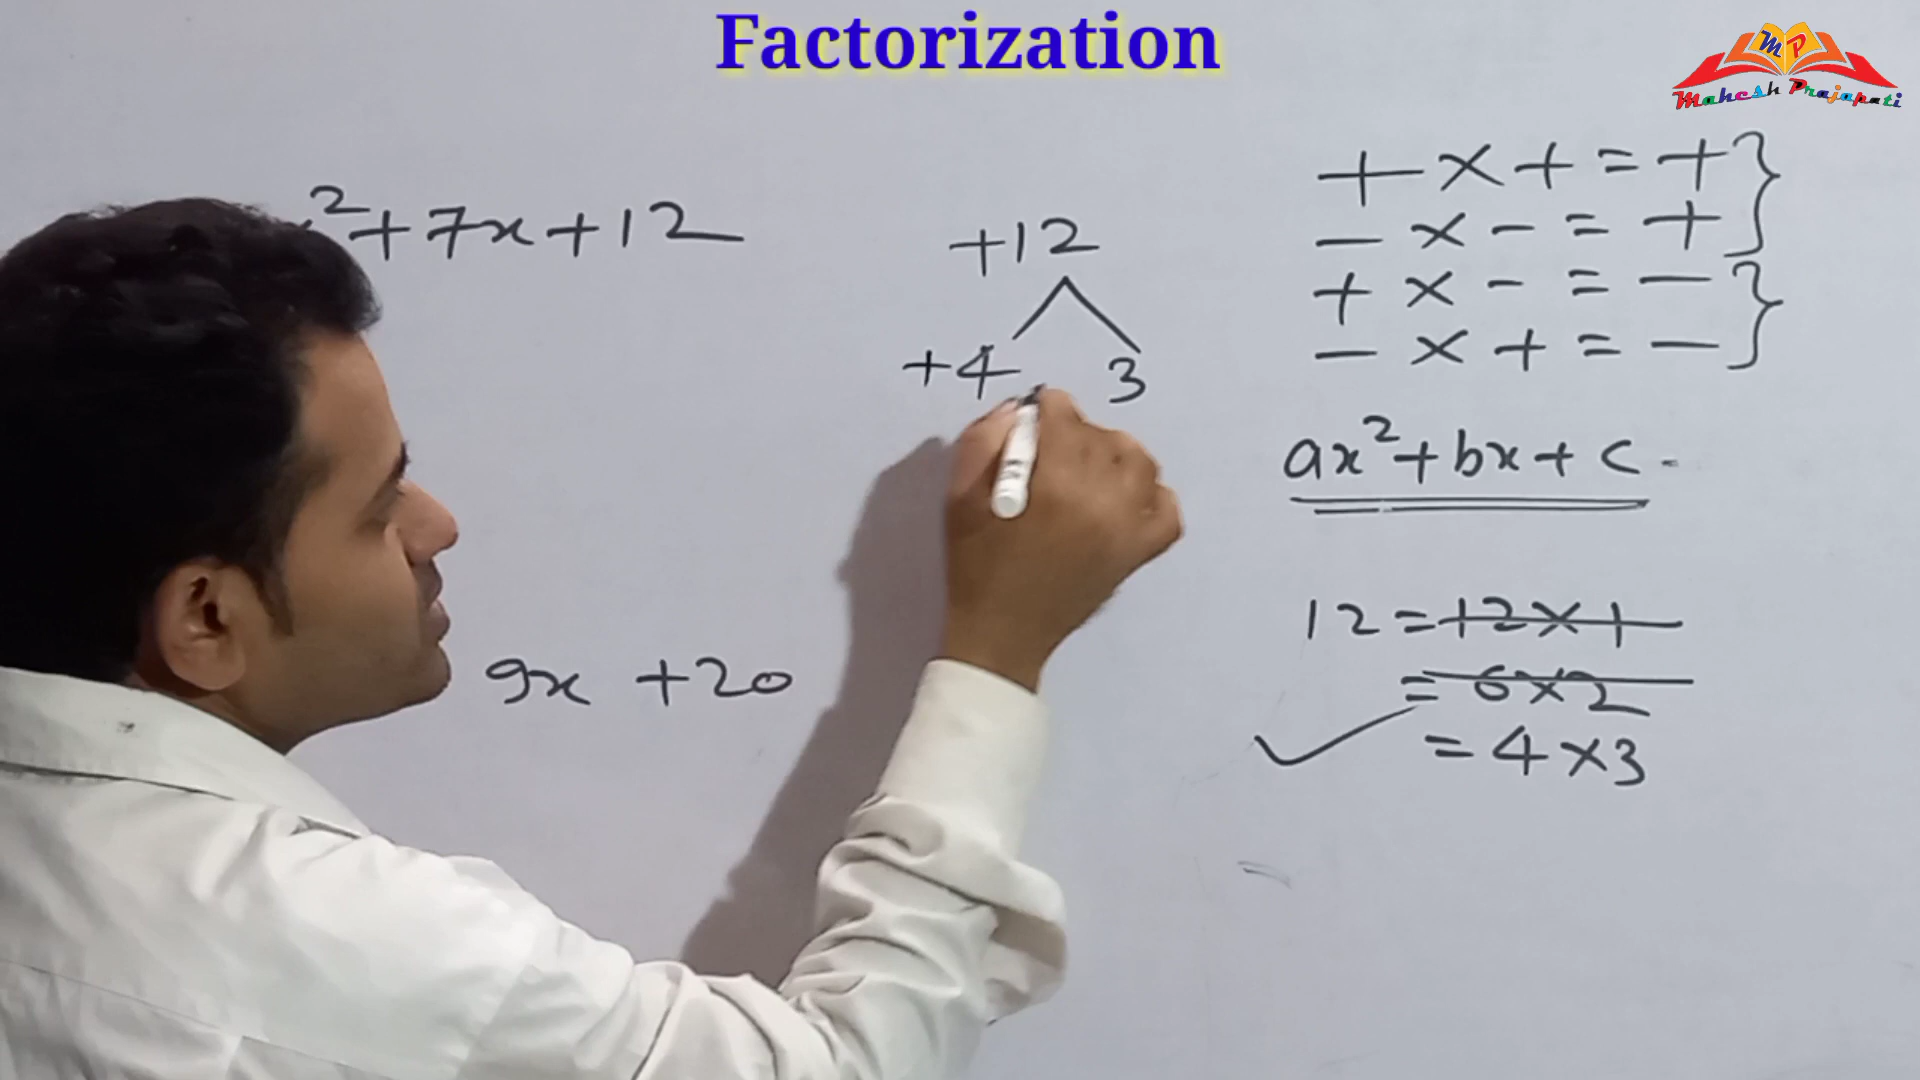 Factorization
MP
Mahesh Prajapati
² + 7x + 12
+12
+4 3
9x + 20
+ × + = +
- × - = +
+ × - = -
- × + = -
ax² + bx + c .
12 = 12 × 1
= 6 × 2
= 4 × 3